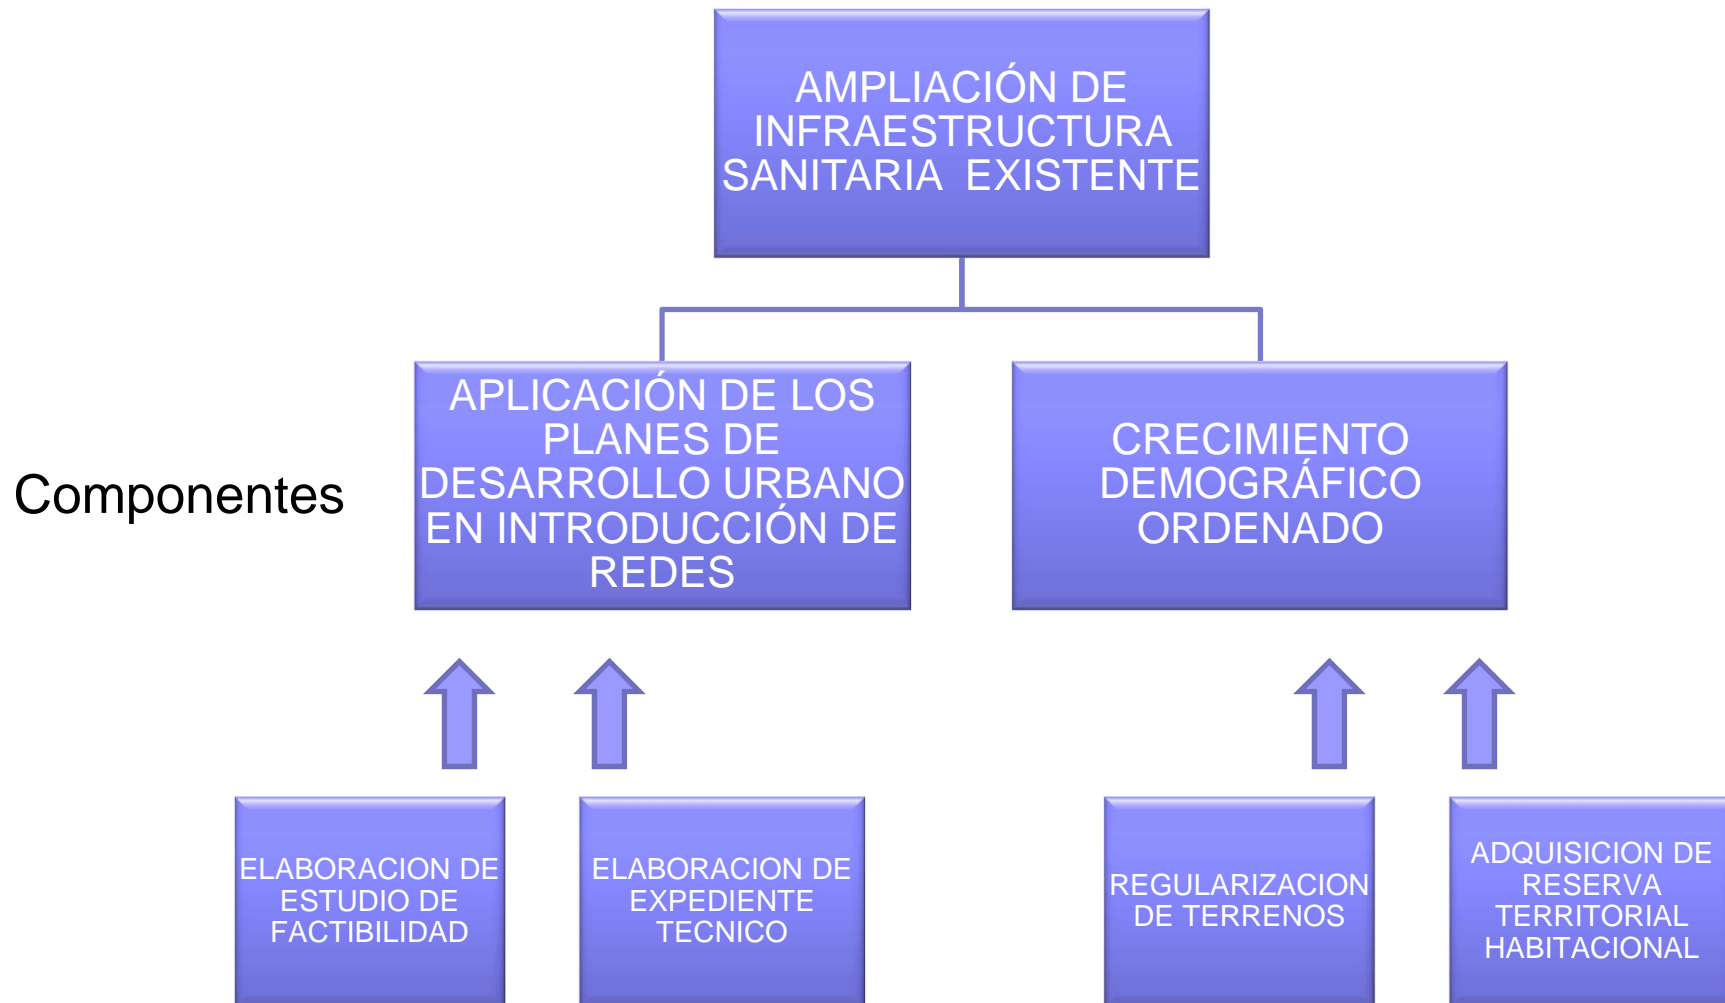 AMPLIACIÓN DE
INFRAESTRUCTURA
SANITARIA  EXISTENTE
Componentes
APLICACIÓN DE LOS
PLANES DE
DESARROLLO URBANO
EN INTRODUCCIÓN DE
REDES
CRECIMIENTO
DEMOGRÁFICO
ORDENADO
ELABORACION DE
ESTUDIO DE
FACTIBILIDAD
ELABORACION DE
EXPEDIENTE
TECNICO
REGULARIZACION
DE TERRENOS
ADQUISICION DE
RESERVA
TERRITORIAL
HABITACIONAL